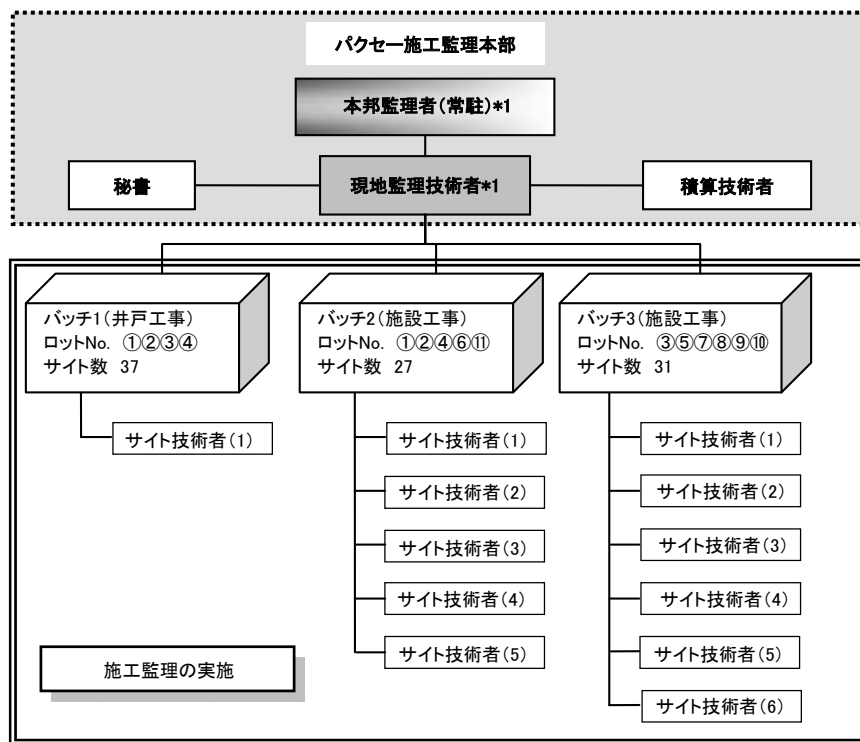 パクセー施工監理本部
本邦監理者(常駐)*1
秘書
現地監理技術者*1
積算技術者
バッチ1(井戸工事)
ロットNo. ①②③④
サイト数 37
バッチ2(施設工事)
ロットNo. ①②④⑥⑪
サイト数 27
バッチ3(施設工事)
ロットNo. ③⑤⑦⑧⑨⑩
サイト数 31
サイト技術者(1)
サイト技術者(1)
サイト技術者(2)
サイト技術者(3)
サイト技術者(4)
サイト技術者(5)
サイト技術者(1)
サイト技術者(2)
サイト技術者(3)
サイト技術者(4)
サイト技術者(5)
サイト技術者(6)
施工監理の実施